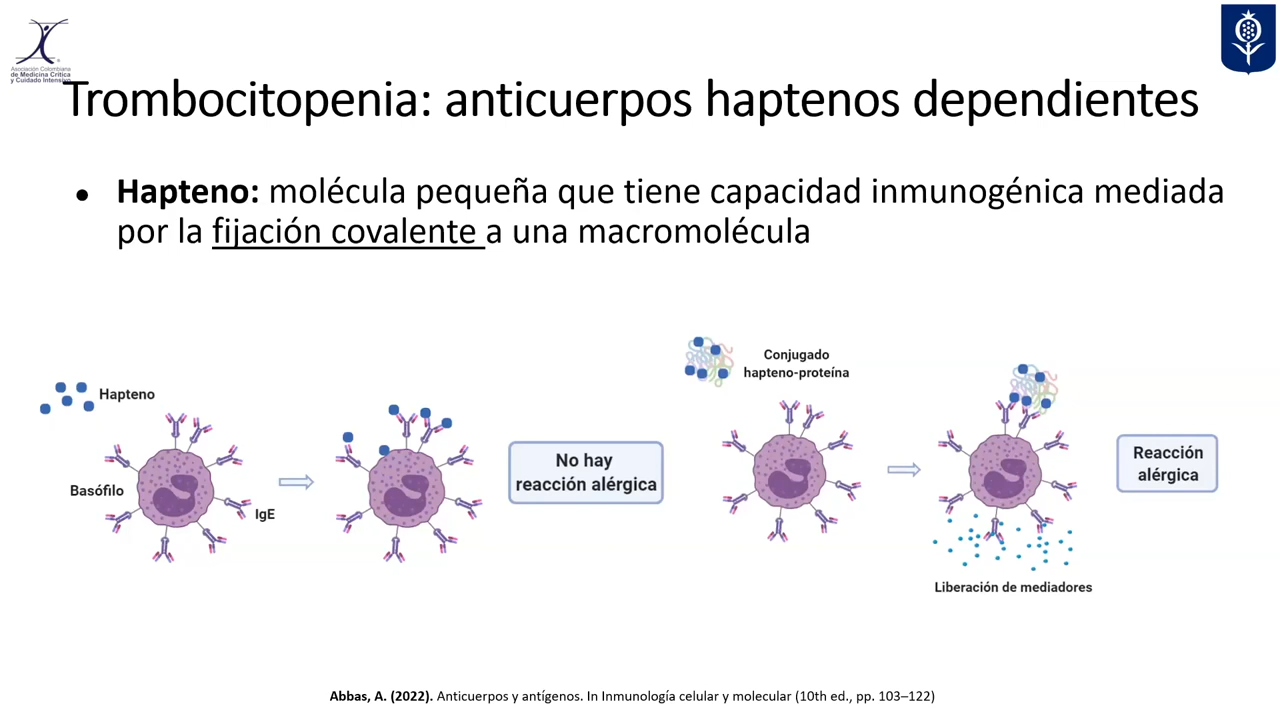 Asociación Colombiana
de Medicina Crítica
y Cuidado Intensivo
Trombocitopenia: anticuerpos haptenos dependientes
● Hapteno: molécula pequeña que tiene capacidad inmunogénica mediada
por la fijación covalente a una macromolécula
Hapteno
Basófilo
IgE
No hay
reacción alérgica
Conjugado
hapteno-proteína
Reacción
alérgica
Liberación de mediadores
Abbas, A. (2022). Anticuerpos y antígenos. In Inmunología celular y molecular (10th ed., pp. 103–122)